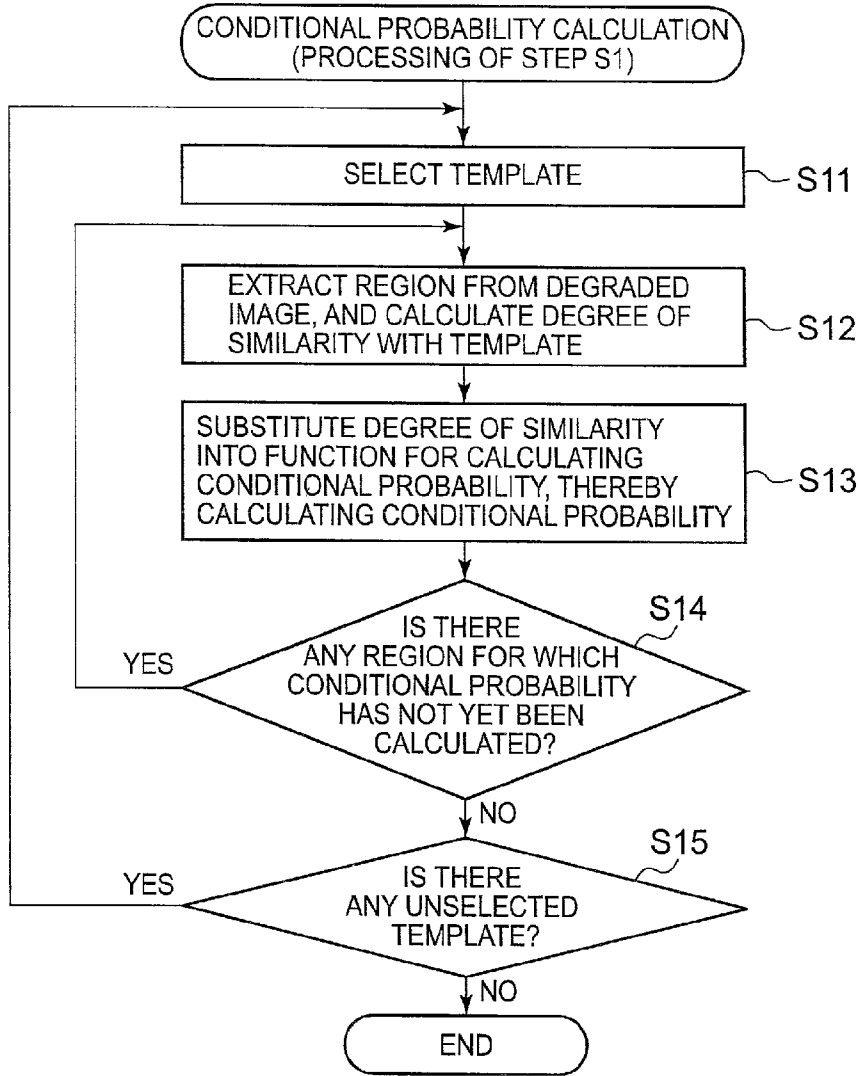 CONDITIONAL PROBABILITY CALCULATION
(PROCESSING OF STEP S1)
SELECT TEMPLATE
S11
EXTRACT REGION FROM DEGRADED
IMAGE, AND CALCULATE DEGREE OF
SIMILARITY WITH TEMPLATE
S12
SUBSTITUTE DEGREE OF SIMILARITY
INTO FUNCTION FOR CALCULATING
CONDITIONAL PROBABILITY, THEREBY
CALCULATING CONDITIONAL PROBABILITY
S13
S14
IS THERE
ANY REGION FOR WHICH
CONDITIONAL PROBABILITY
HAS NOT YET BEEN
CALCULATED?
YES
NO
S15
IS THERE
ANY UNSELECTED
TEMPLATE?
YES
NO
END